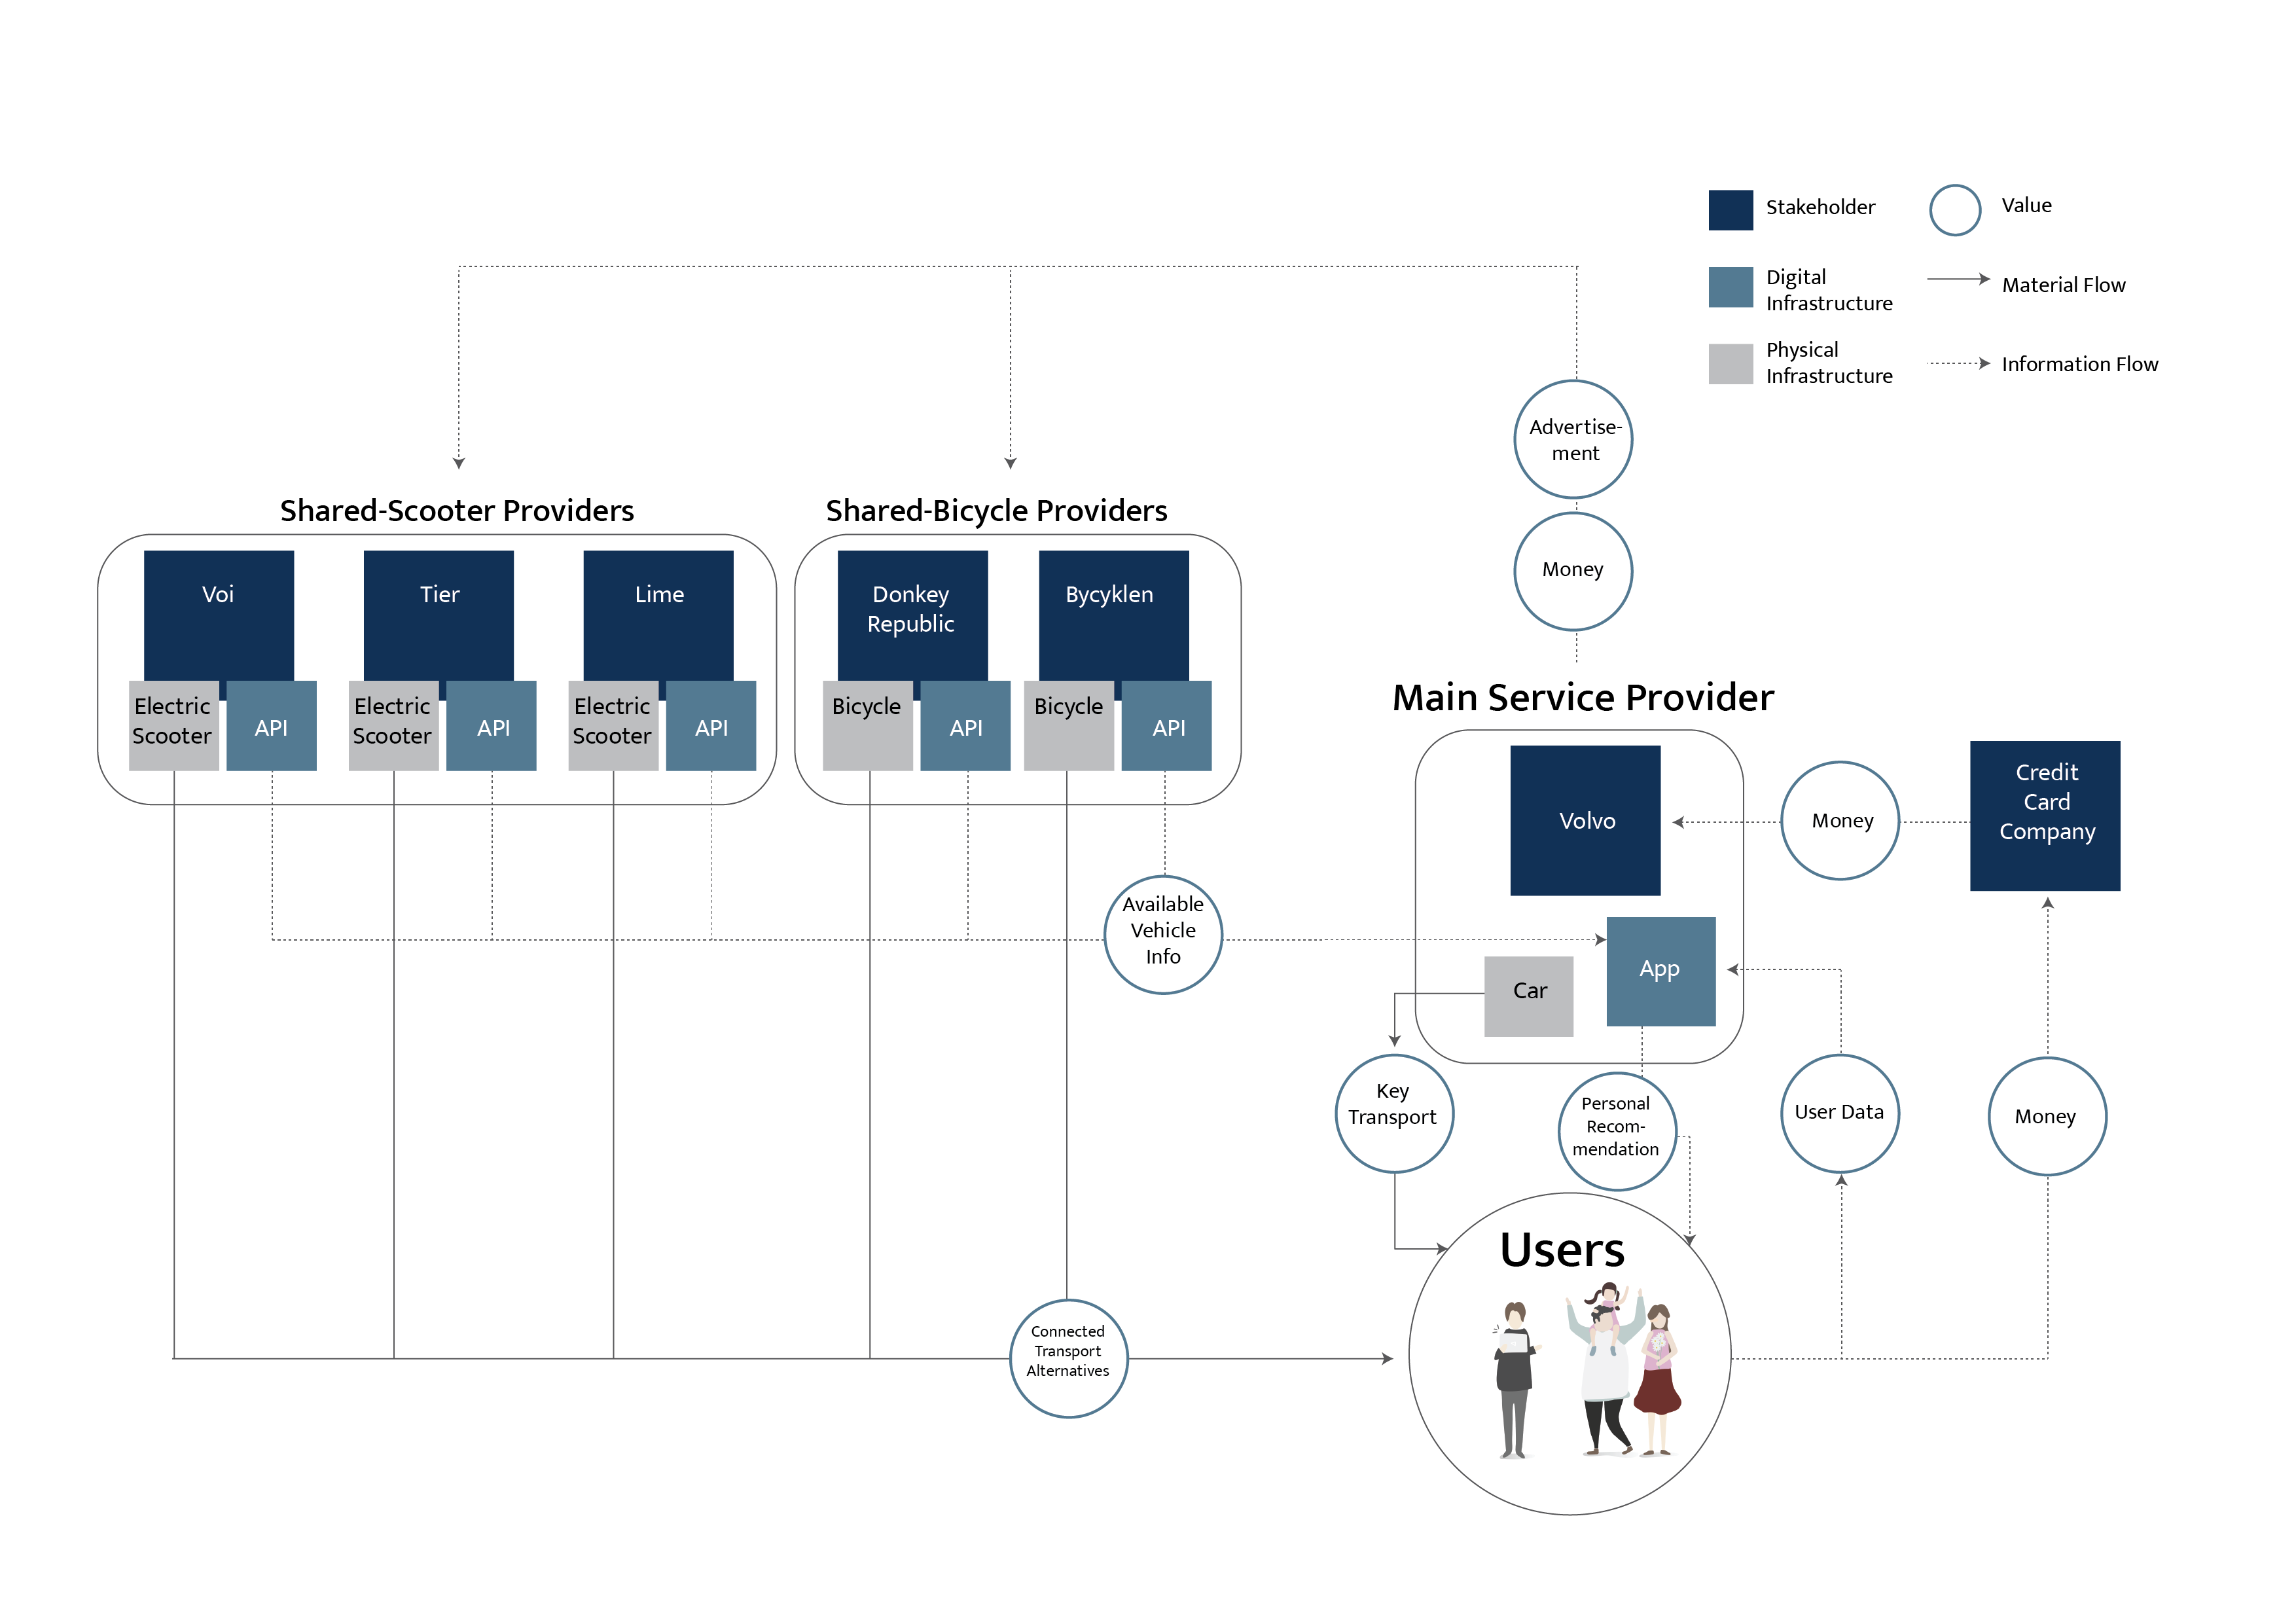 Stakeholder
Value
Digital
Infrastructure
Material Flow
Physical
Infrastructure
Information Flow
Advertise-
ment
Money
Shared-Scooter Providers
Shared-Bicycle Providers
Voi
Tier
Lime
Donkey
Republic
Bycyklen
Electric
Scooter
API
Electric
Scooter
API
Electric
Scooter
API
Bicycle
API
Bicycle
API
Main Service Provider
Volvo
Money
Credit
Card
Company
Available
Vehicle
Info
App
Car
Key
Transport
Personal
Recom-
mendation
User Data
Money
Users
Connected
Transport
Alternatives